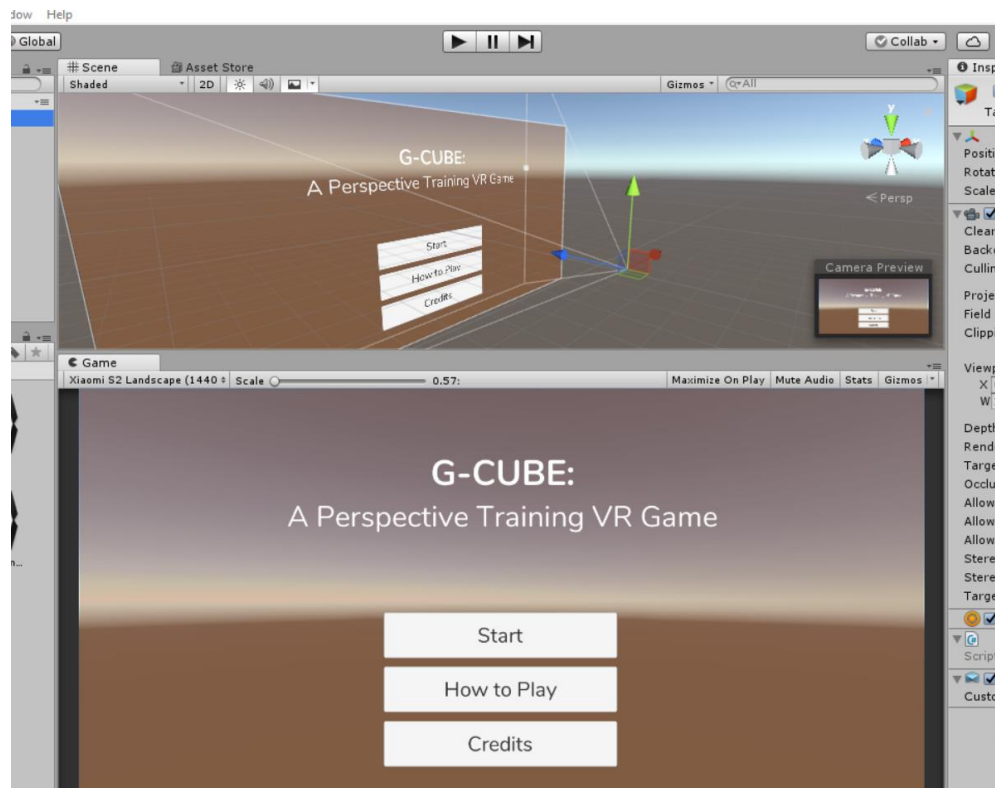 dow Help
Global
Collab
Scene Asset Store
Shaded 2D Gizmos All
Insp
Ta
G-CUBE:
A Perspective Training VR Game
Start
How to Play
Credits
y
Persp
Camera Preview
G-CUBE:
Positi
Rotat
Scale
Clear
Back
Cullin
Proje
Field
Clipp
Viewp
X
W
Depth
Rend
Targe
Occlu
Allow
Allow
Allow
Stere
Stere
Targe
Script
Custo
Game
Xiaomi S2 Landscape (1440 Scale 0.57: Maximize On Play Mute Audio Stats Gizmos
G-CUBE:
A Perspective Training VR Game
Start
How to Play
Credits
n...